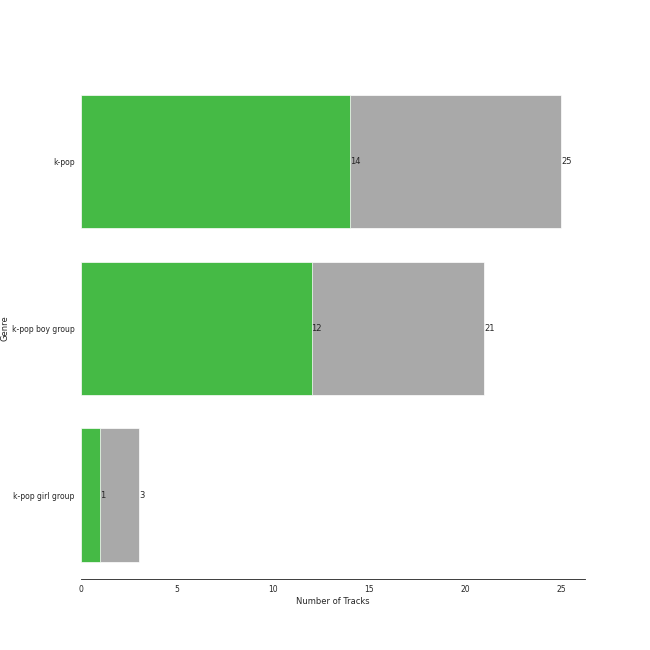 k-pop
14
25
k-pop boy group
12
21
k-pop girl group
1
3
Genre
0 5 10 15 20 25
Number of Tracks